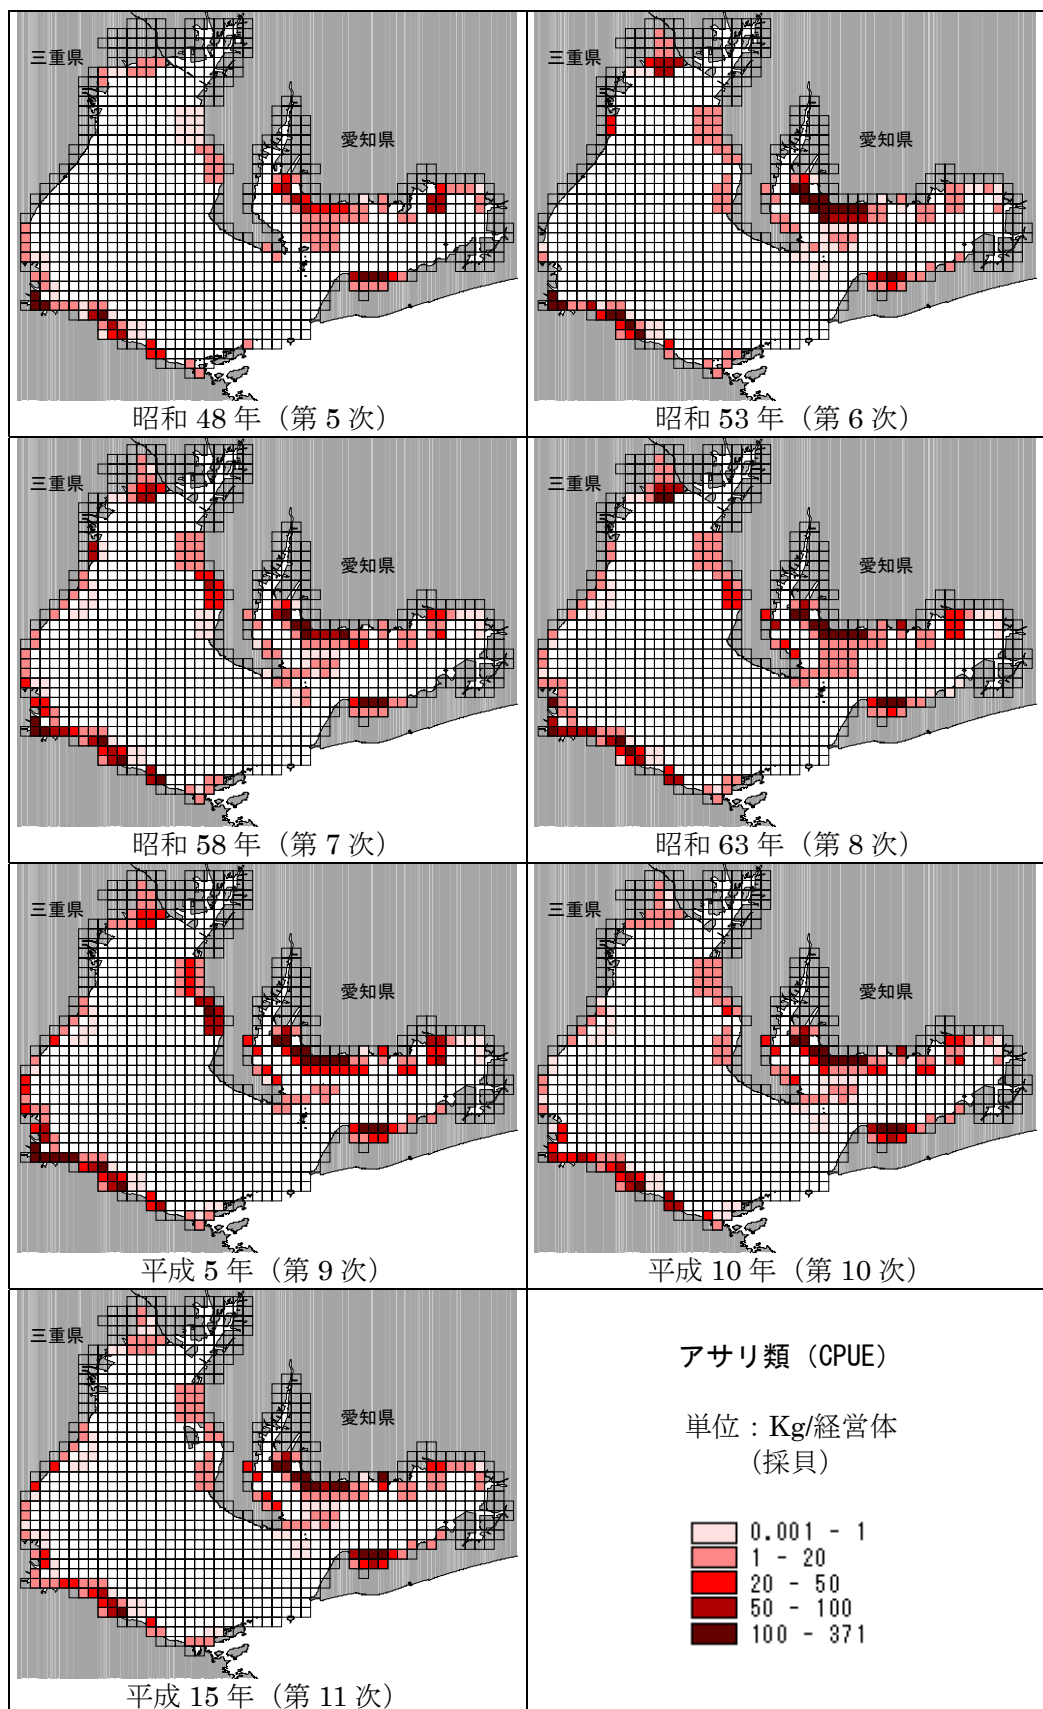 三重県
愛知県
昭和 48 年（第 5 次）
三重県
愛知県
昭和 53 年（第 6 次）
三重県
愛知県
昭和 58 年（第 7 次）
三重県
愛知県
昭和 63 年（第 8 次）
三重県
愛知県
平成 5 年（第 9 次）
三重県
愛知県
平成 10 年（第 10 次）
三重県
愛知県
平成 15 年（第 11 次）
アサリ類（CPUE）
単位：Kg/経営体
（採貝）
0.001 - 1
1 - 20
20 - 50
50 - 100
100 - 371